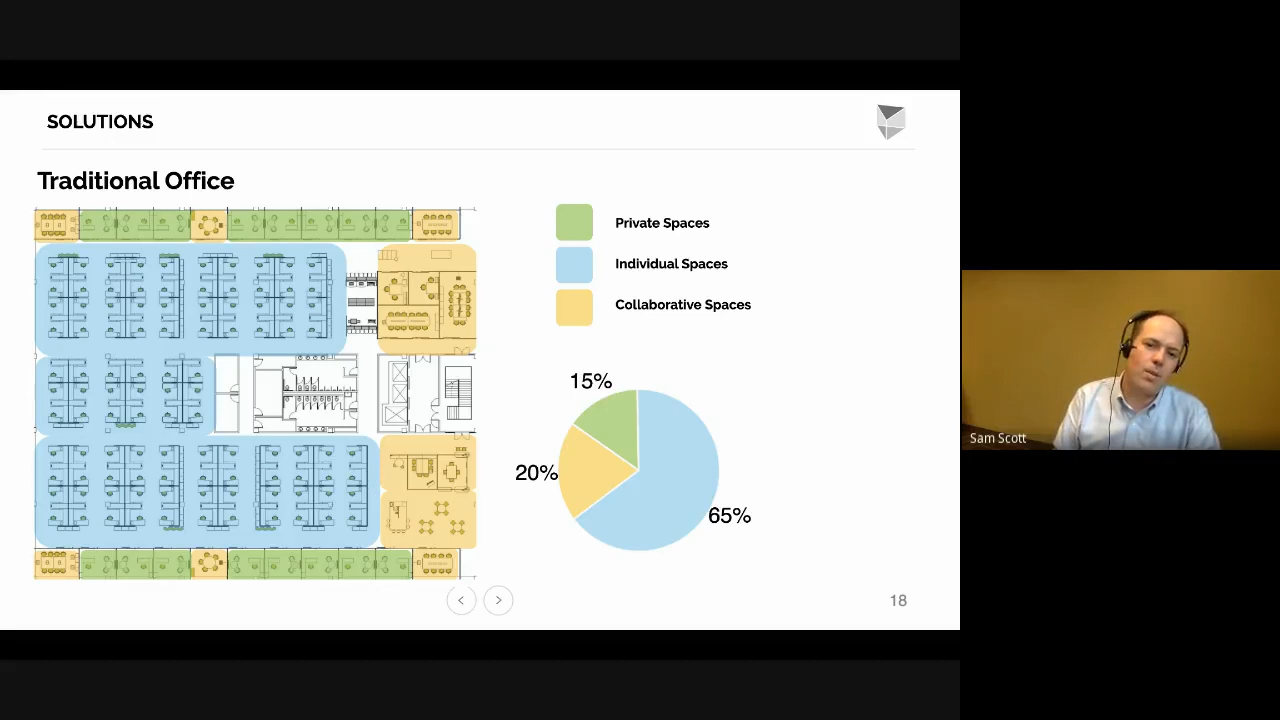 SOLUTIONS
Traditional Office
Private Spaces
Individual Spaces
Collaborative Spaces
15%
20%
65%
18
Sam Scott